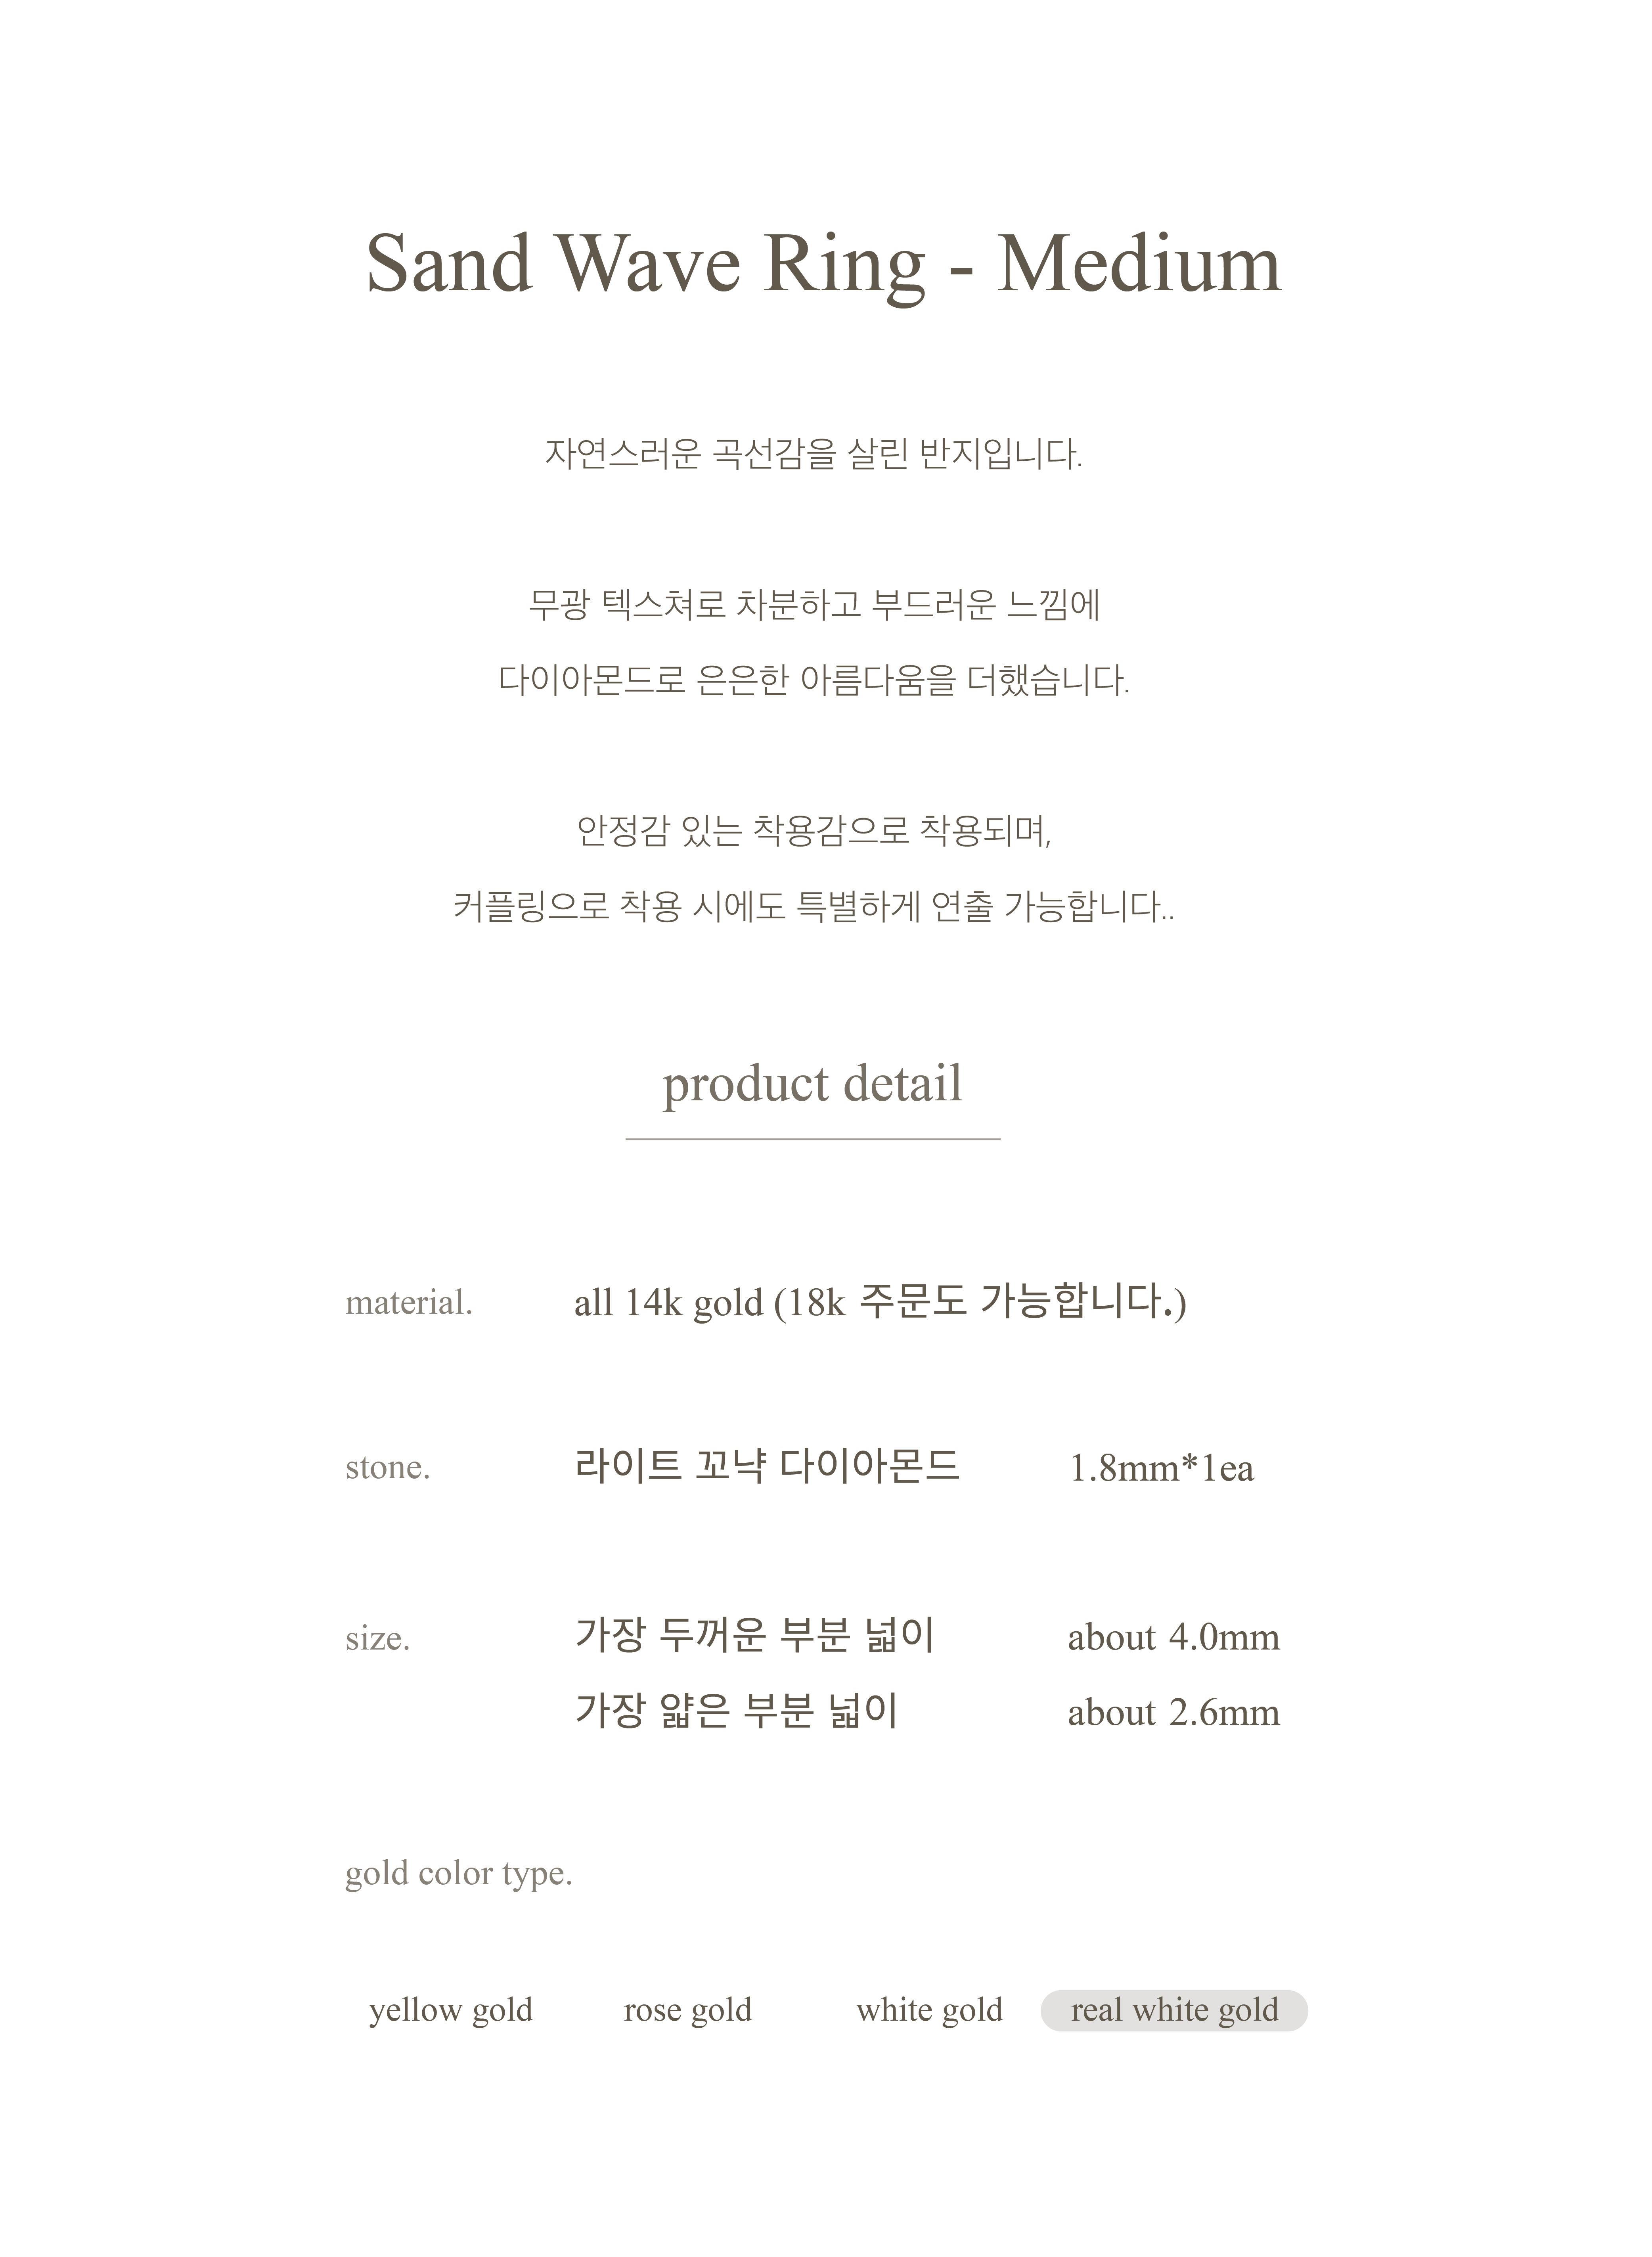 Sand Wave Ring - Medium
자연스러운 곡선감을 살린 반지입니다.
무광 텍스쳐로 차분하고 부드러운 느낌에
다이아몬드로 은은한 아름다움을 더했습니다.
안정감 있는 착용감으로 착용되며,
커플링으로 착용 시에도 특별하게 연출 가능합니다..
product detail
material. all 14k gold (18k 주문도 가능합니다.)
stone. 라이트 꼬냑 다이아몬드 1.8mm*1ea
size. 가장 두꺼운 부분 넓이 about 4.0mm
가장 얇은 부분 넓이 about 2.6mm
gold color type.
yellow gold rose gold white gold real white gold